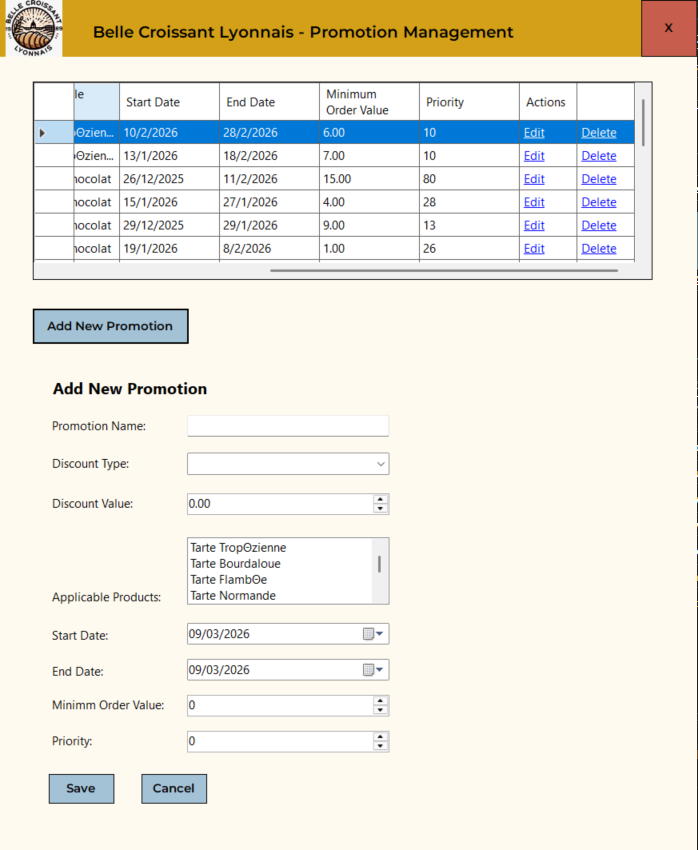 BELLE CROISSANT
LYONNAIS
Belle Croissant Lyonnais - Promotion Management
X
le Start Date End Date Minimum Order Value Priority Actions
Ozien... 10/2/2026 28/2/2026 6.00 10 Edit Delete
Ozien... 13/1/2026 18/2/2026 7.00 10 Edit Delete
hocolat 26/12/2025 11/2/2026 15.00 80 Edit Delete
hocolat 15/1/2026 27/1/2026 4.00 28 Edit Delete
hocolat 29/12/2025 29/1/2026 9.00 13 Edit Delete
hocolat 19/1/2026 8/2/2026 1.00 26 Edit Delete
Add New Promotion
Add New Promotion
Promotion Name:
Discount Type:
Discount Value: 0.00
Tarte TropΘzienne
Tarte Bourdaloue
Tarte FlambΘe
Tarte Normande
Applicable Products:
Start Date: 09/03/2026
End Date: 09/03/2026
Minimm Order Value: 0
Priority: 0
Save Cancel